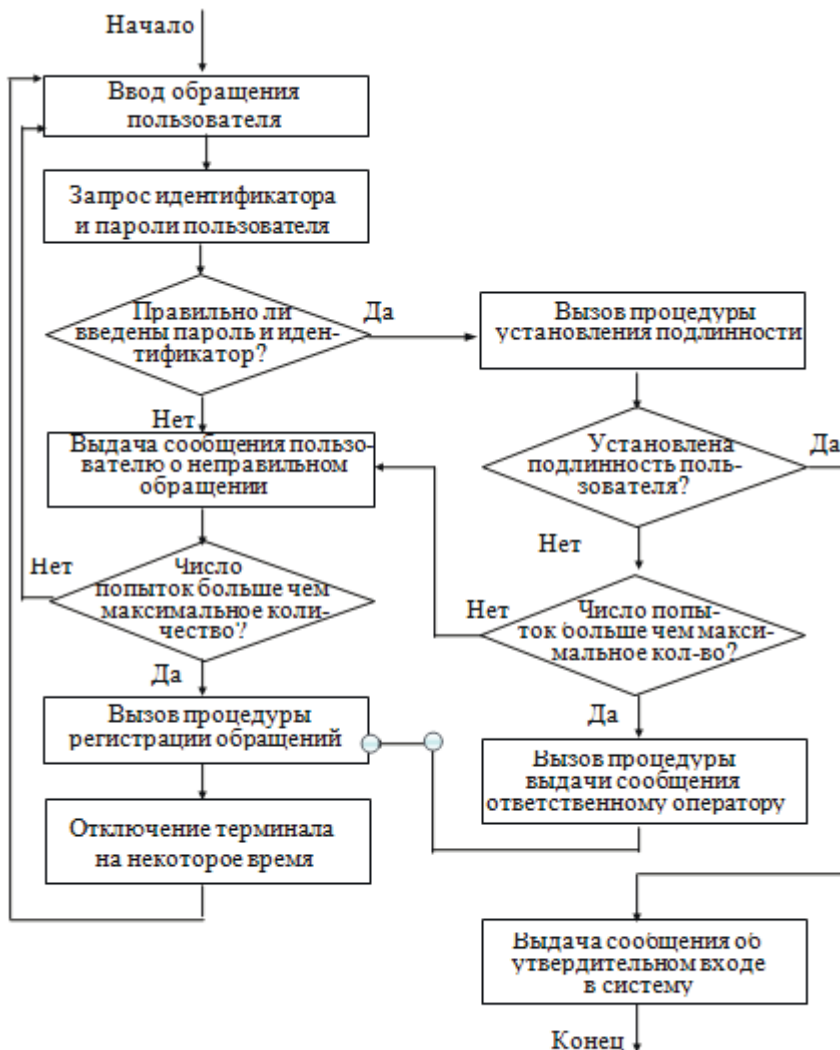 Начало
Ввод обращения
пользователя
Запрос идентификатора
и пароли пользователя
Правильно ли
введены пароль и иден-
тификатор?
Да
Нет
Вызов процедуры
установления подлинности
Установлена
подлинность поль-
зователя?
Да
Нет
Выдача сообщения пользо-
вателю о неправильном
обращении
Число
попыток больше чем
максимальное коли-
чество?
Нет
Да
Число попы-
ток больше чем макси-
мальное кол-во?
Нет
Да
Вызов процедуры
регистрации обращений
Вызов процедуры
выдачи сообщения
ответственному оператору
Отключение терминала
на некоторое время
Выдача сообщения об
утвердительном входе
в систему
Конец